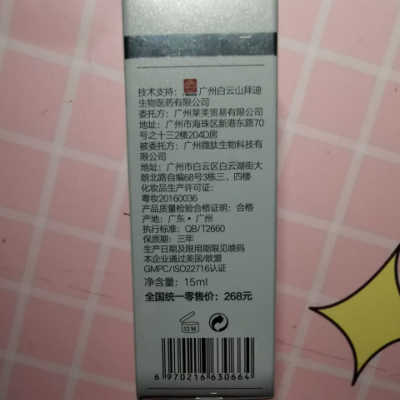 技术支持：广州白云山拜迪
生物医药有限公司
委托方：广州莱芙贸易有限公司
地址：广州市海珠区新港东路70
号之十三2楼204D房
被委托方：广州微肽生物科技有
限公司
地址：广州市白云区白云湖街大
朗北路自编68号3栋三、四楼
化妆品生产许可证：
粤妆20160036
产品质量检验合格证明：合格
产地：广东·广州
执行标准：QB/T2660
保质期：三年
生产日期及限用期限见喷码
本企业通过美国/欧盟
GMPC/ISO22716认证
净含量：15ml
全国统一零售价：268元
12M
6 970216 630664